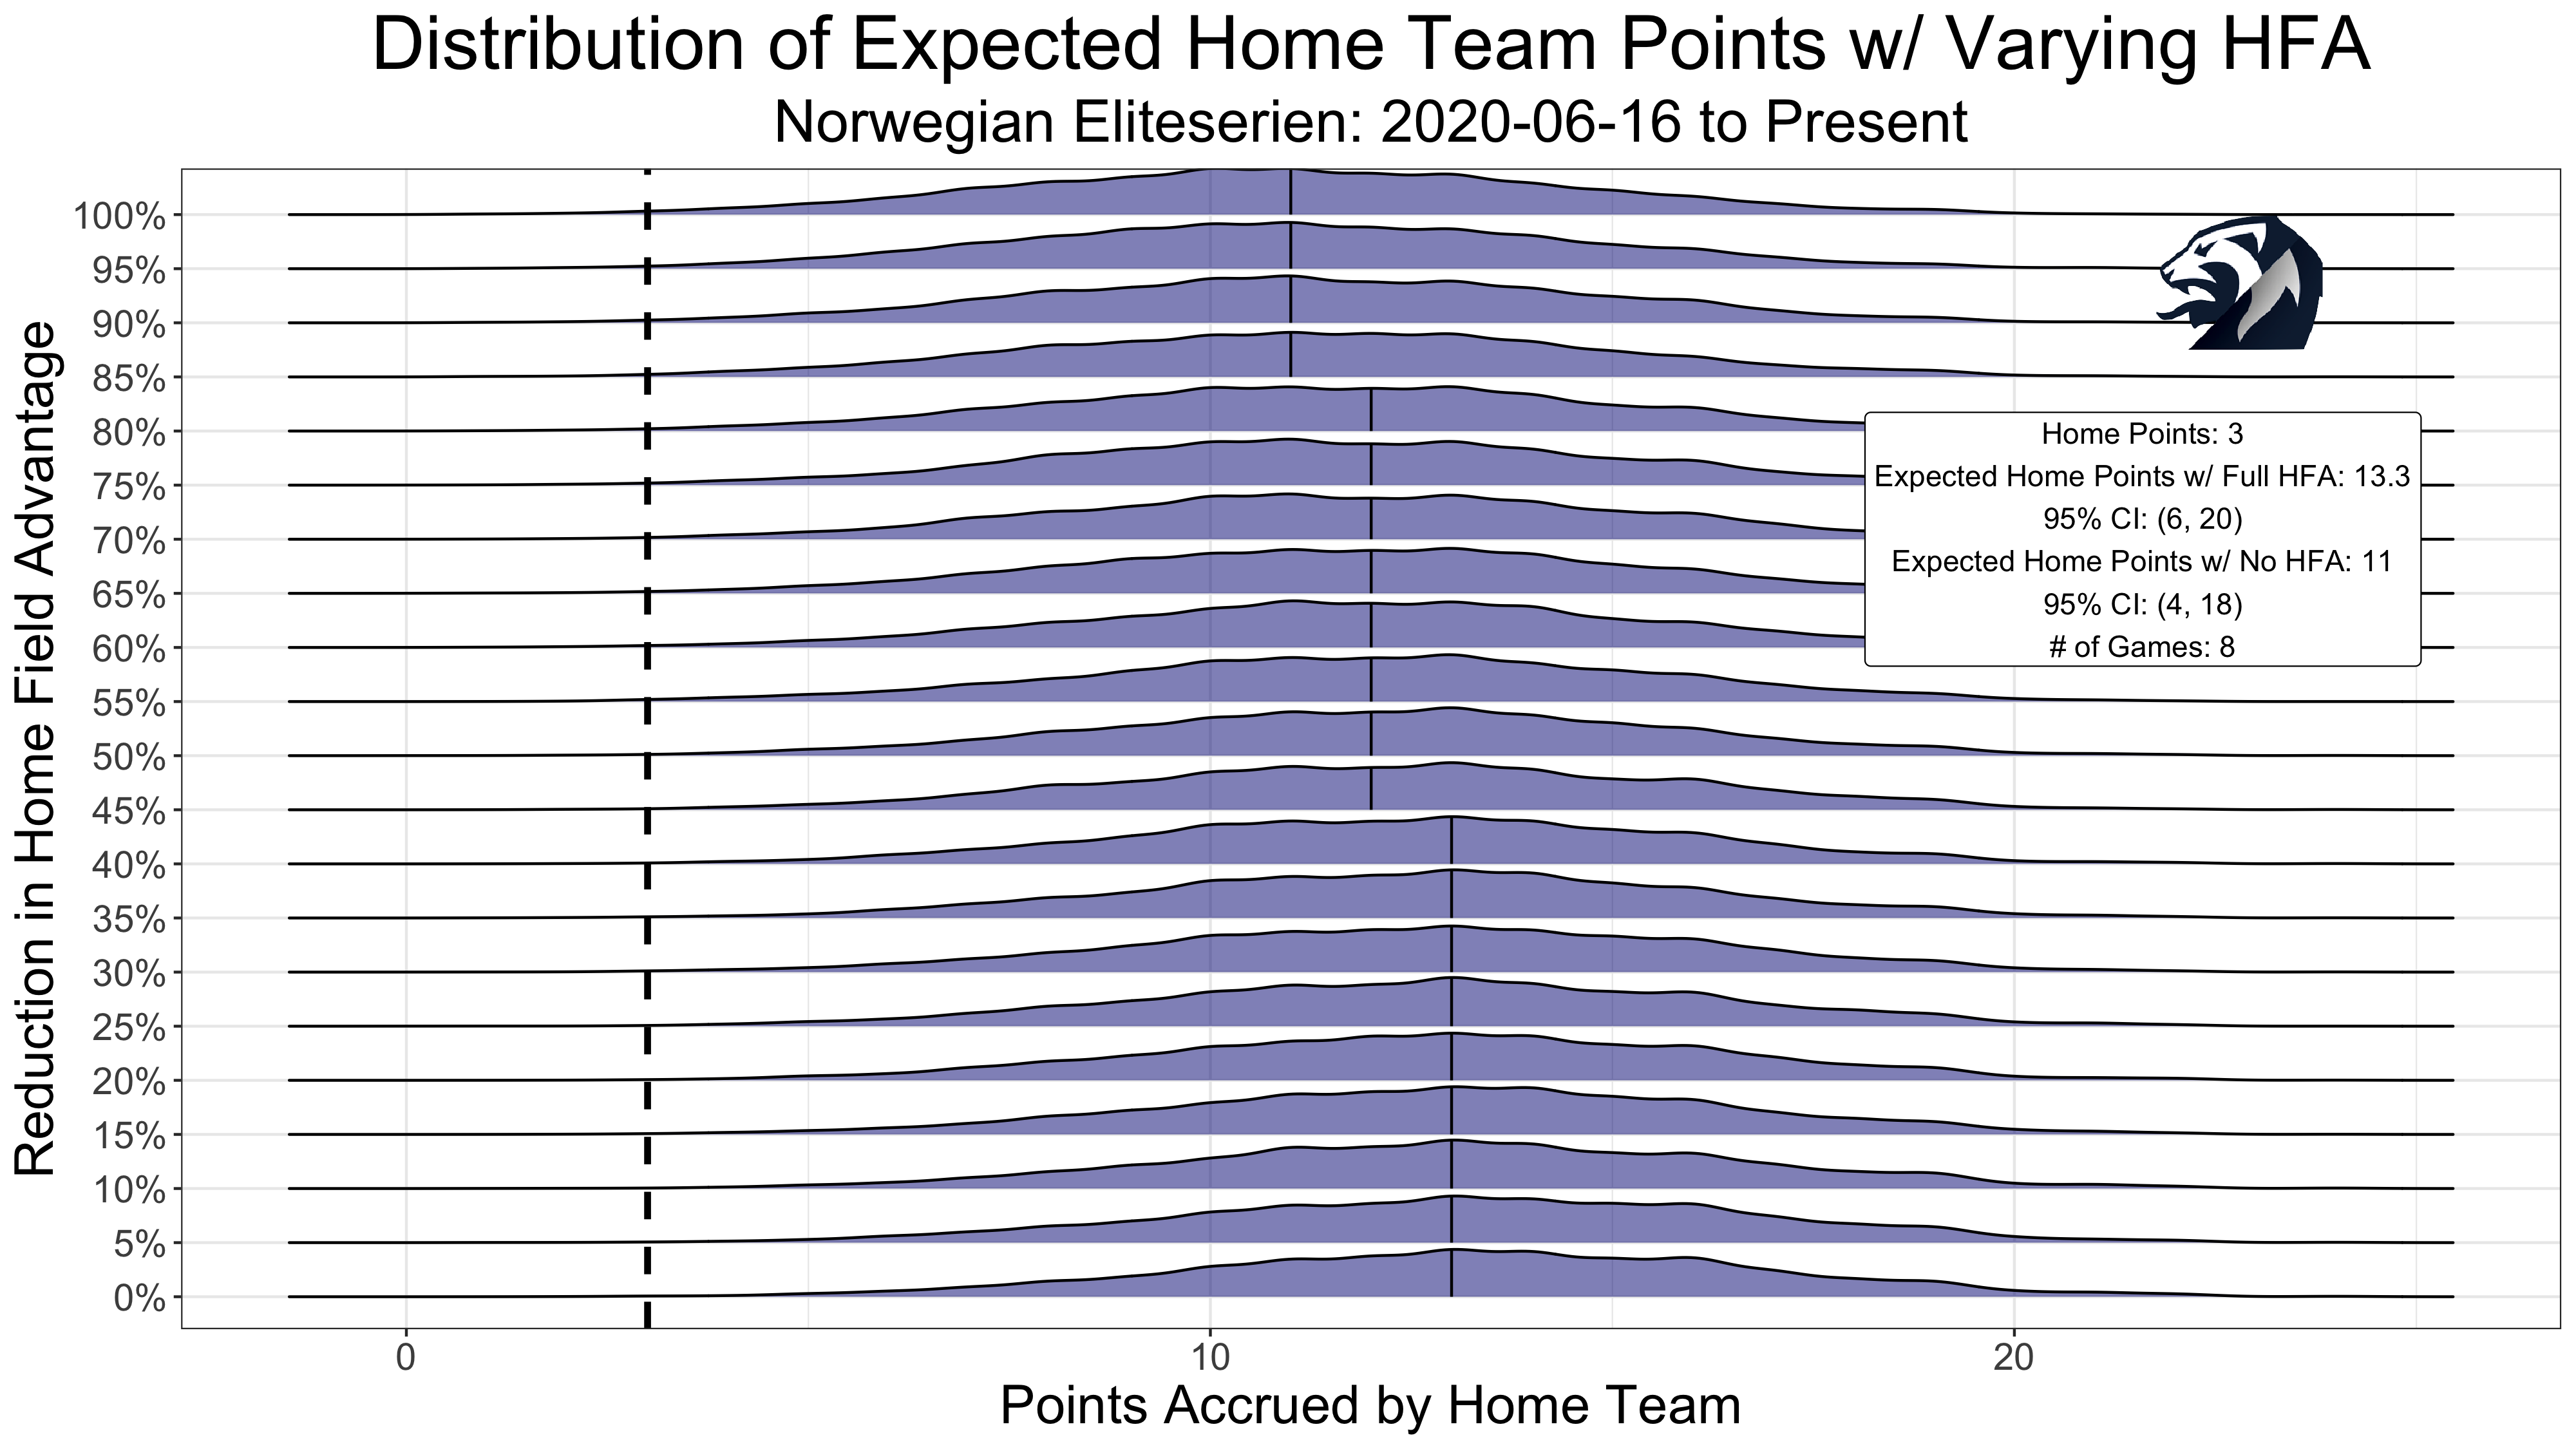 Distribution of Expected Home Team Points w/ Varying HFA
Norwegian Eliteserien: 2020-06-16 to Present
Reduction in Home Field Advantage
100%
95%
90%
85%
80%
75%
70%
65%
60%
55%
50%
45%
40%
35%
30%
25%
20%
15%
10%
5%
0%
Home Points: 3
Expected Home Points w/ Full HFA: 13.3
95% CI: (6, 20)
Expected Home Points w/ No HFA: 11
95% CI: (4, 18)
# of Games: 8
0 10 20
Points Accrued by Home Team